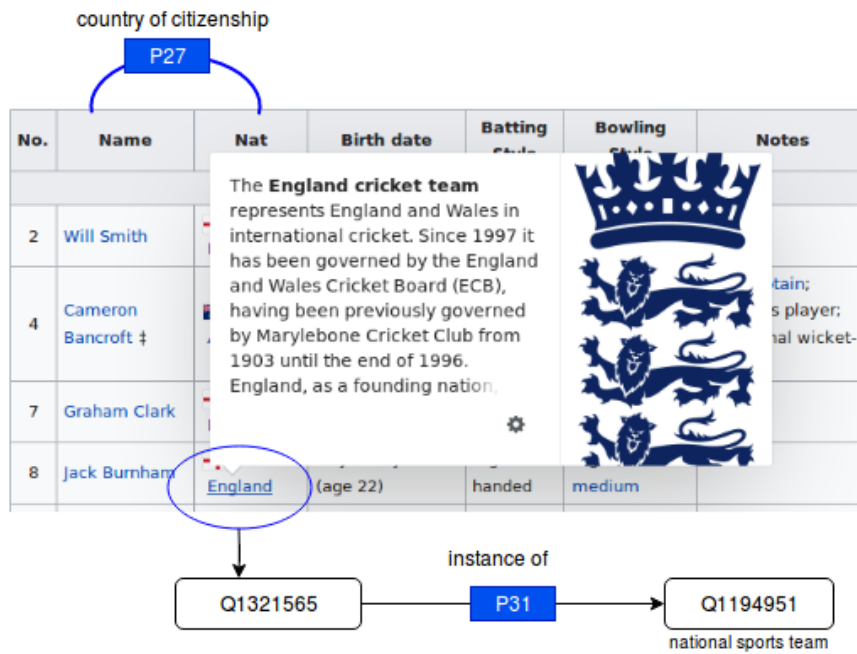 country of citizenship
P27
No.
Name
Nat
Birth date
Batting
Bowling
Notes
The England cricket team
represents England and Wales in
international cricket. Since 1997 it
has been governed by the England
and Wales Cricket Board (ECB),
having been previously governed
by Marylebone Cricket Club from
1903 until the end of 1996.
England, as a founding nation,
2
Will Smith
4
Cameron
Bancroft ‡
tain;
s player;
nal wicket-
7
Graham Clark
8
Jack Burnham
England
(age 22)
handed
medium
instance of
Q1321565
P31
Q1194951
national sports team